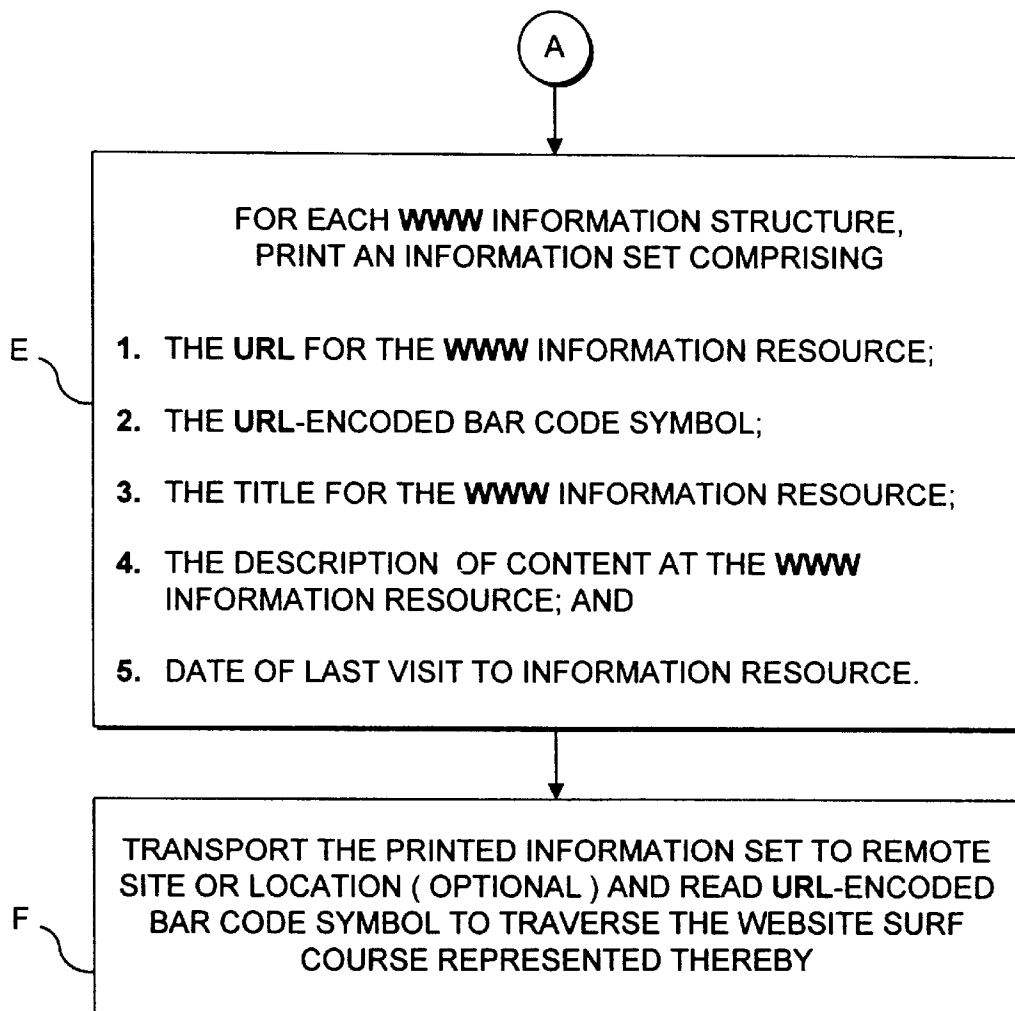 A
FOR EACH WWW INFORMATION STRUCTURE,
PRINT AN INFORMATION SET COMPRISING
E
1. THE URL FOR THE WWW INFORMATION RESOURCE;
2. THE URL-ENCODED BAR CODE SYMBOL;
3. THE TITLE FOR THE WWW INFORMATION RESOURCE;
4. THE DESCRIPTION OF CONTENT AT THE WWW
INFORMATION RESOURCE; AND
5. DATE OF LAST VISIT TO INFORMATION RESOURCE.
F
TRANSPORT THE PRINTED INFORMATION SET TO REMOTE
SITE OR LOCATION ( OPTIONAL ) AND READ URL-ENCODED
BAR CODE SYMBOL TO TRAVERSE THE WEBSITE SURF
COURSE REPRESENTED THEREBY